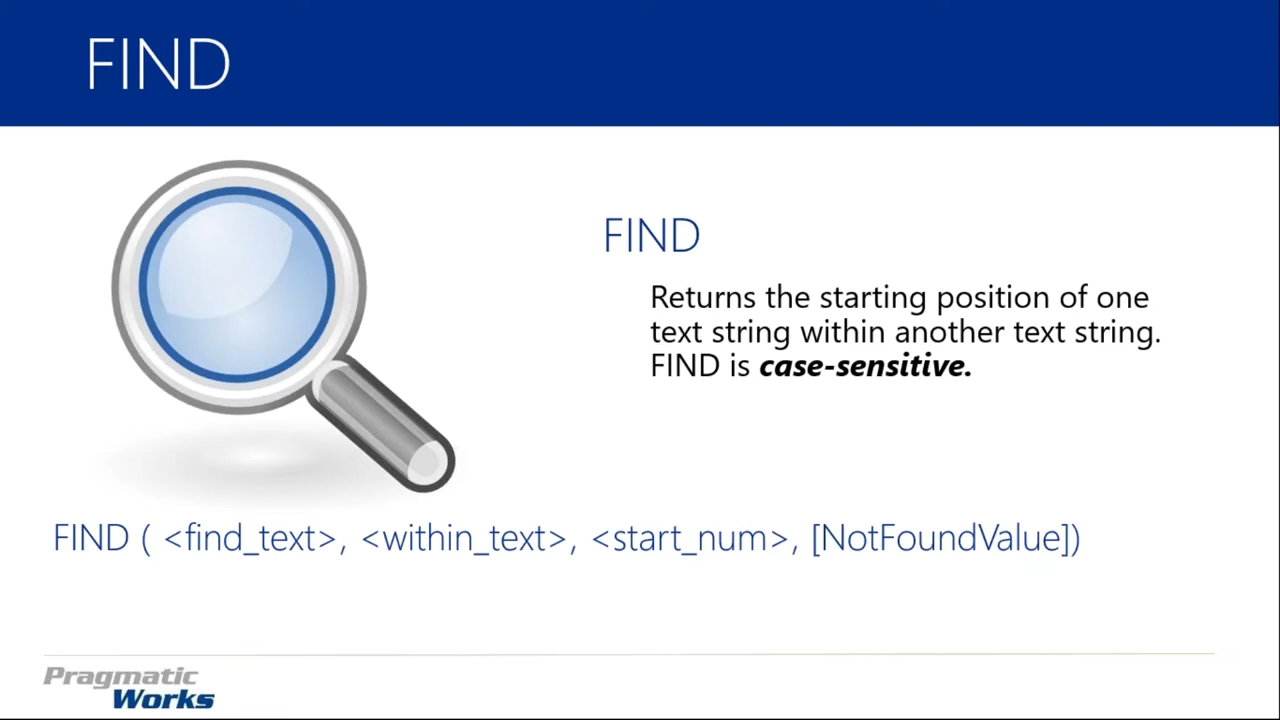 FIND
FIND
Returns the starting position of one
text string within another text string.
FIND is case-sensitive.
FIND ( <find_text>, <within_text>, <start_num>, [NotFoundValue])
Pragmatic
Works